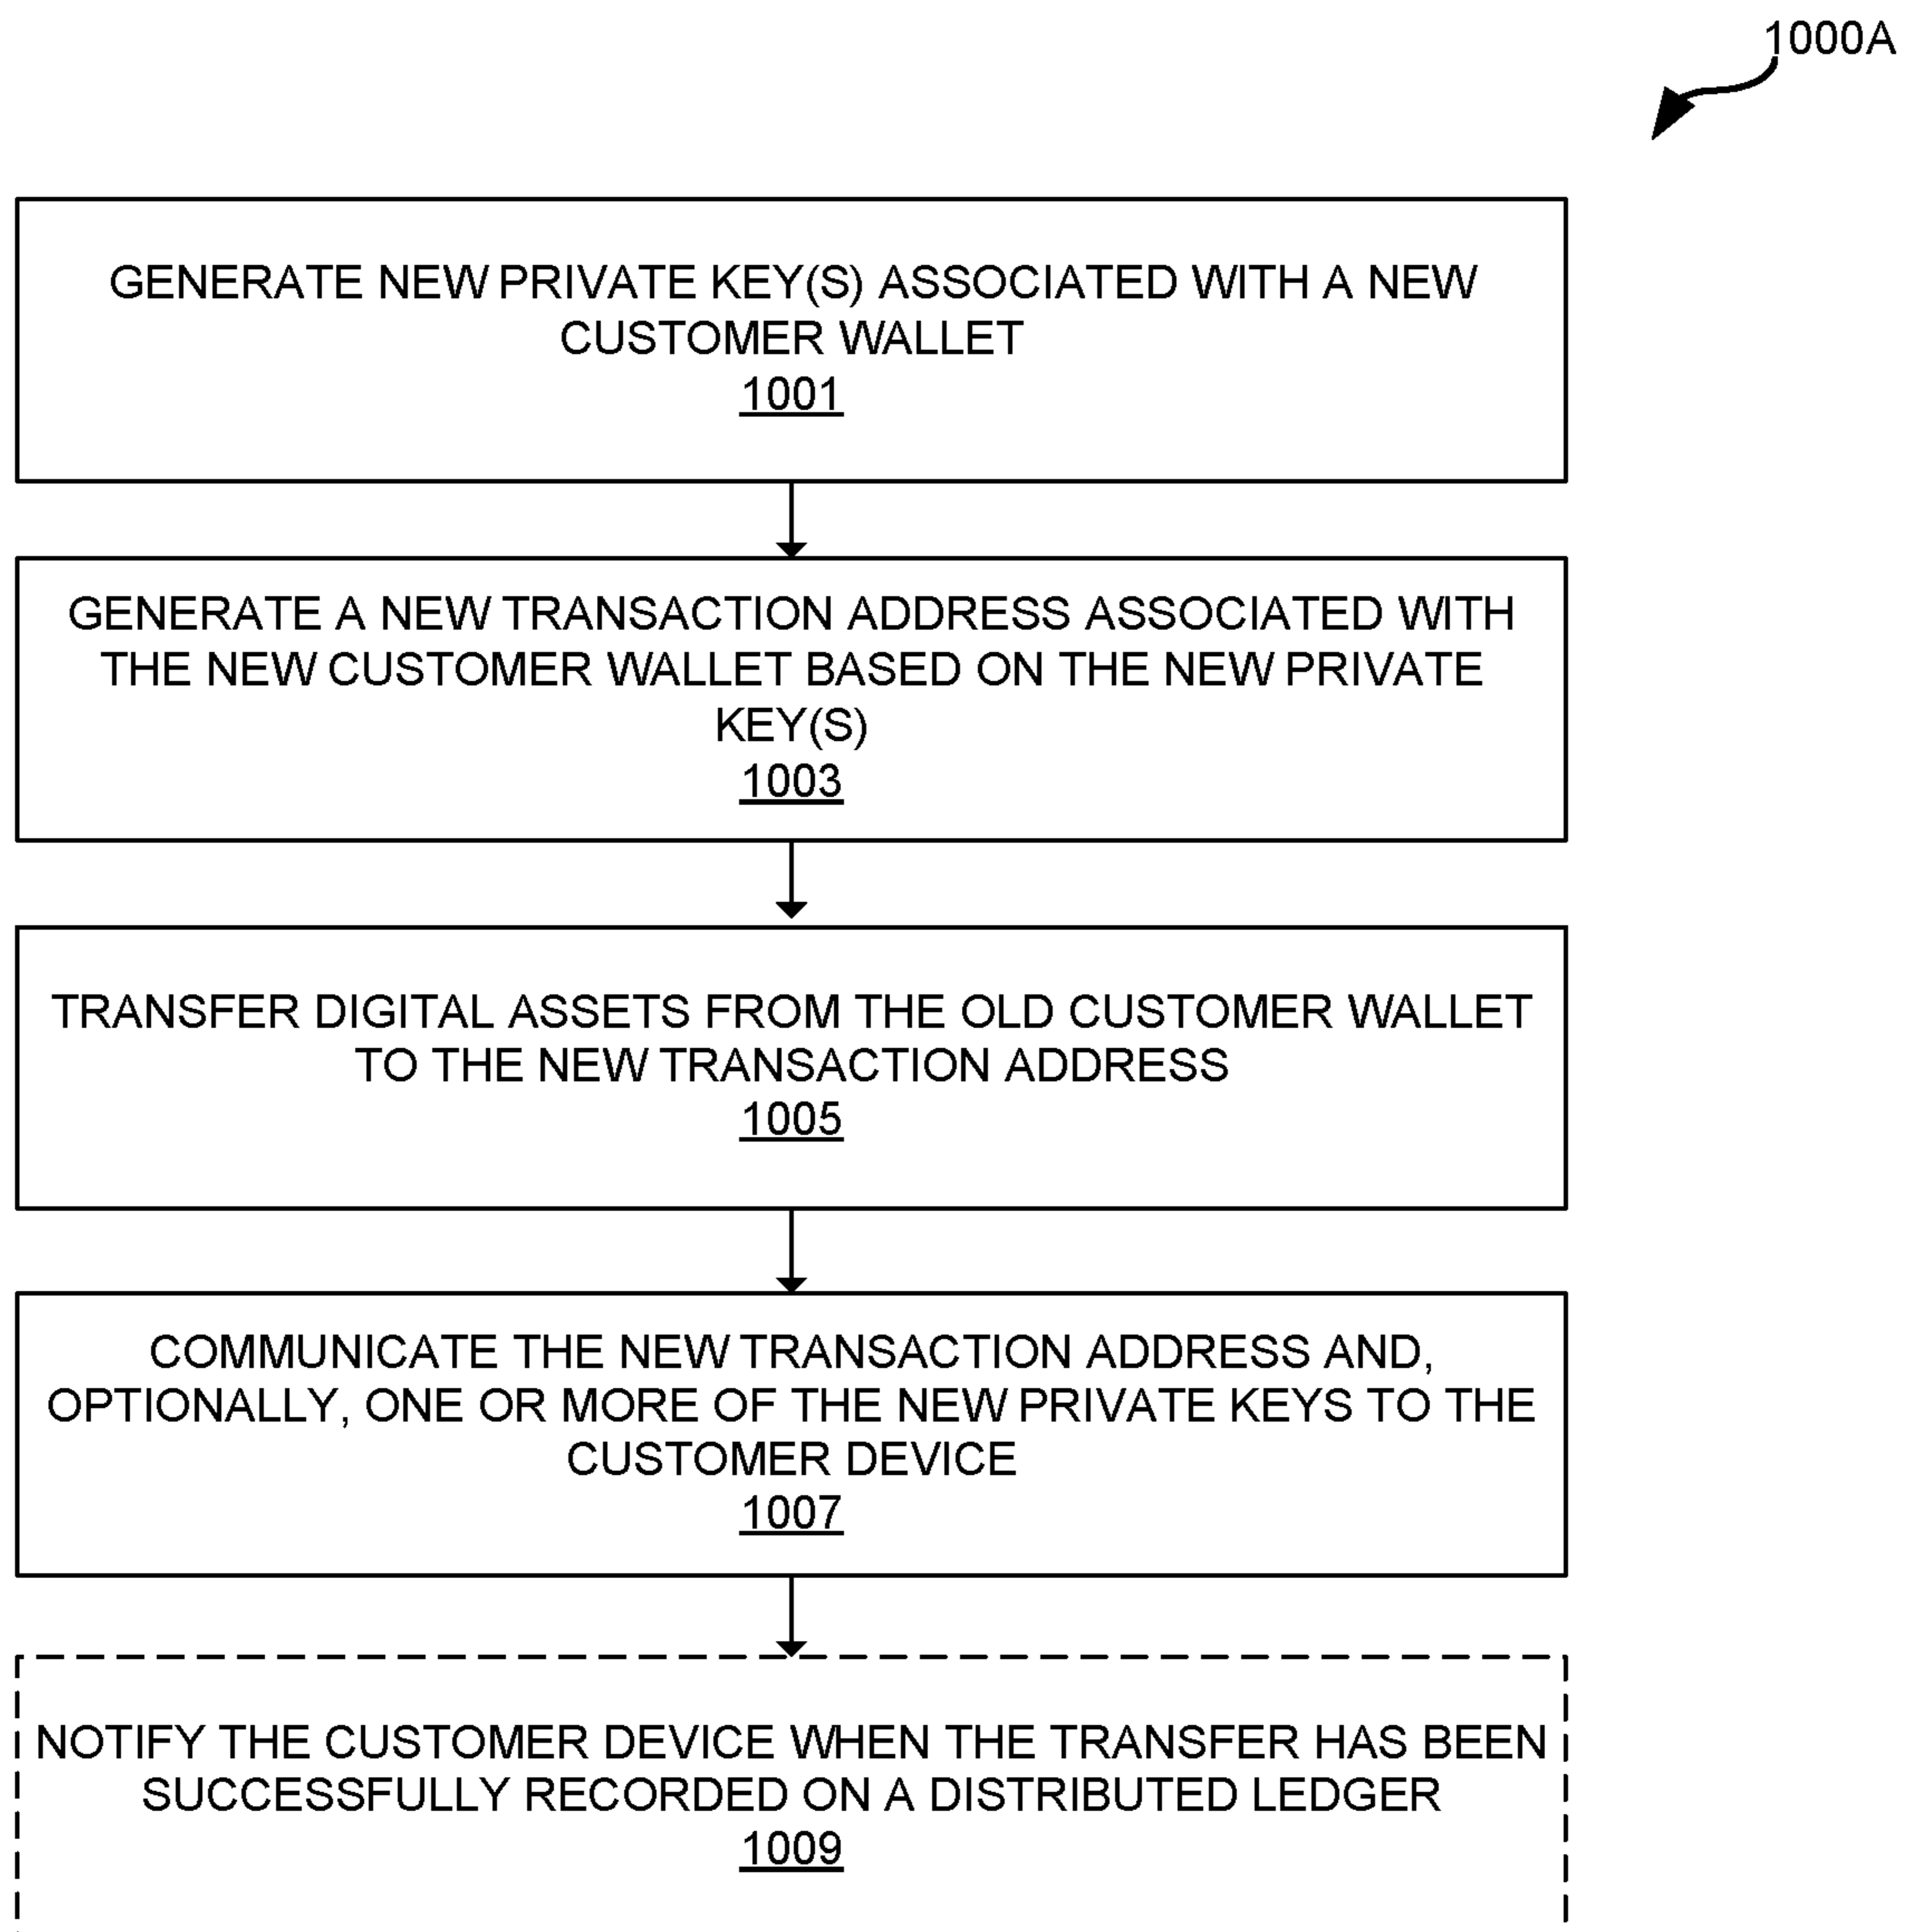 1000A
GENERATE NEW PRIVATE KEY(S) ASSOCIATED WITH A NEW
CUSTOMER WALLET
1001
GENERATE A NEW TRANSACTION ADDRESS ASSOCIATED WITH
THE NEW CUSTOMER WALLET BASED ON THE NEW PRIVATE
KEY(S)
1003
TRANSFER DIGITAL ASSETS FROM THE OLD CUSTOMER WALLET
TO THE NEW TRANSACTION ADDRESS
1005
COMMUNICATE THE NEW TRANSACTION ADDRESS AND,
OPTIONALLY, ONE OR MORE OF THE NEW PRIVATE KEYS TO THE
CUSTOMER DEVICE
1007
NOTIFY THE CUSTOMER DEVICE WHEN THE TRANSFER HAS BEEN
SUCCESSFULLY RECORDED ON A DISTRIBUTED LEDGER
1009